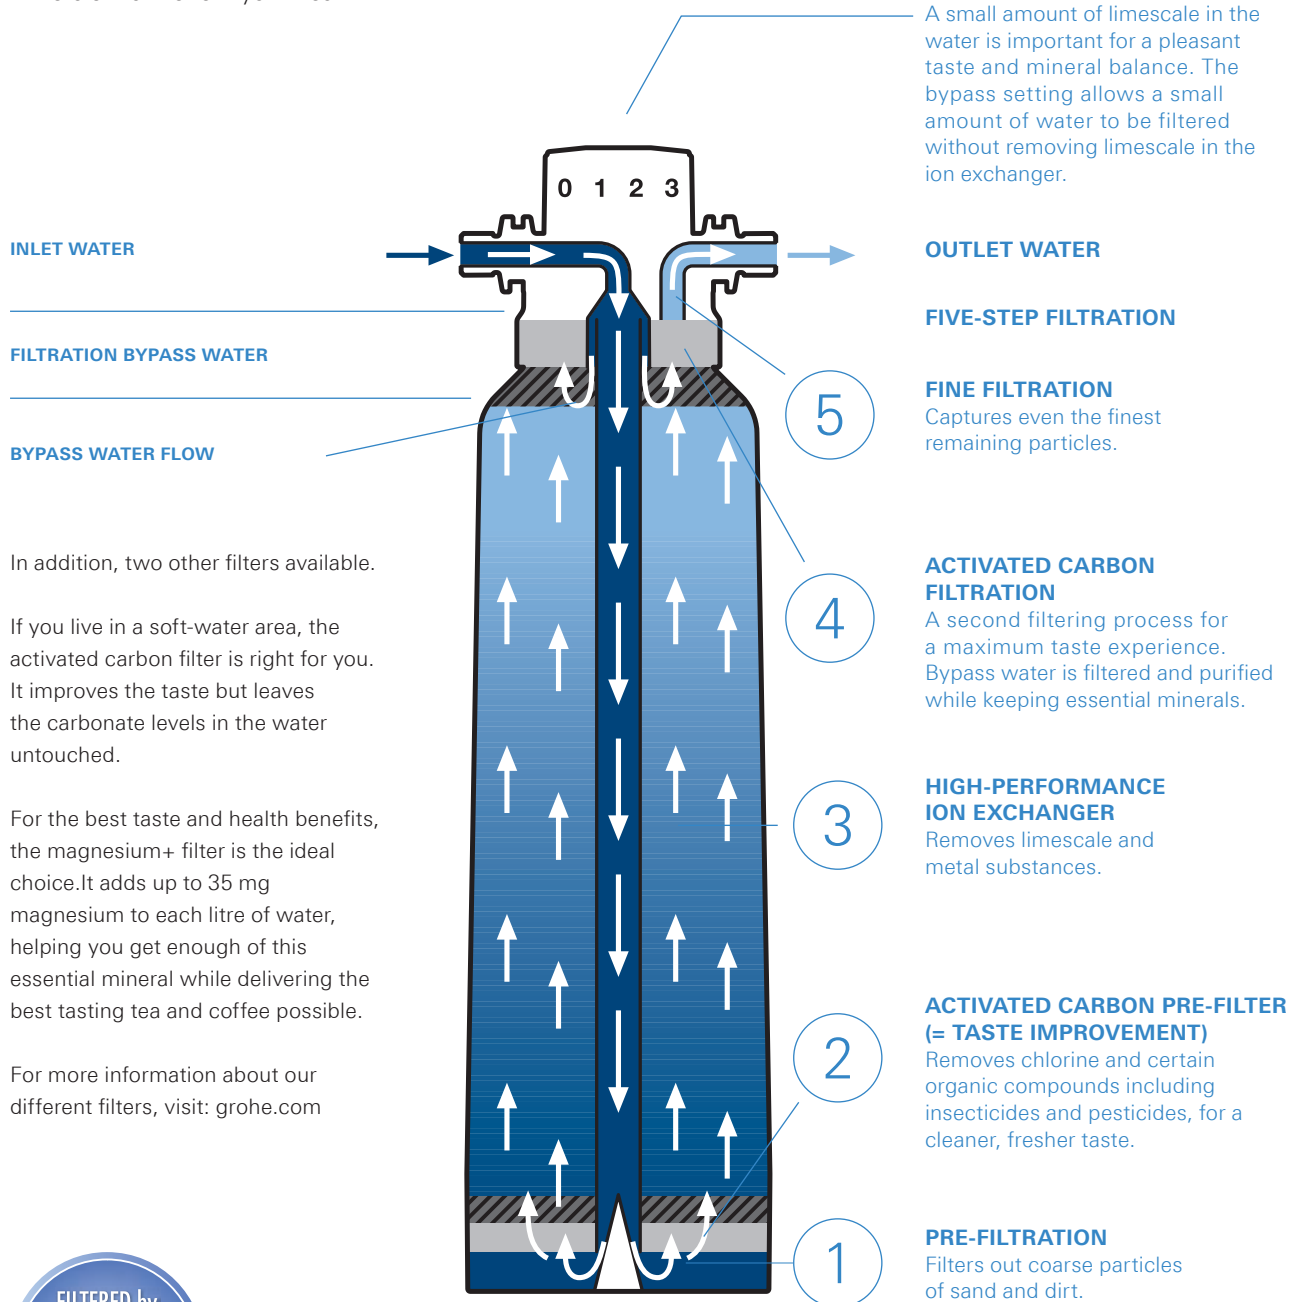 A small amount of limescale in the
water is important for a pleasant
taste and mineral balance. The
bypass setting allows a small
amount of water to be filtered
without removing limescale in the
ion exchanger.
0 1 2 3
INLET WATER
OUTLET WATER
FIVE-STEP FILTRATION
FILTRATION BYPASS WATER
BYPASS WATER FLOW
5
FINE FILTRATION
Captures even the finest
remaining particles.
4
ACTIVATED CARBON
FILTRATION
A second filtering process for
a maximum taste experience.
Bypass water is filtered and purified
while keeping essential minerals.
3
HIGH-PERFORMANCE
ION EXCHANGER
Removes limescale and
metal substances.
2
ACTIVATED CARBON PRE-FILTER
(= TASTE IMPROVEMENT)
Removes chlorine and certain
organic compounds including
insecticides and pesticides, for a
cleaner, fresher taste.
1
PRE-FILTRATION
Filters out coarse particles
of sand and dirt.
In addition, two other filters available.
If you live in a soft-water area, the
activated carbon filter is right for you.
It improves the taste but leaves
the carbonate levels in the water
untouched.
For the best taste and health benefits,
the magnesium+ filter is the ideal
choice.It adds up to 35 mg
magnesium to each litre of water,
helping you get enough of this
essential mineral while delivering the
best tasting tea and coffee possible.
For more information about our
different filters, visit: grohe.com
FILTERED by